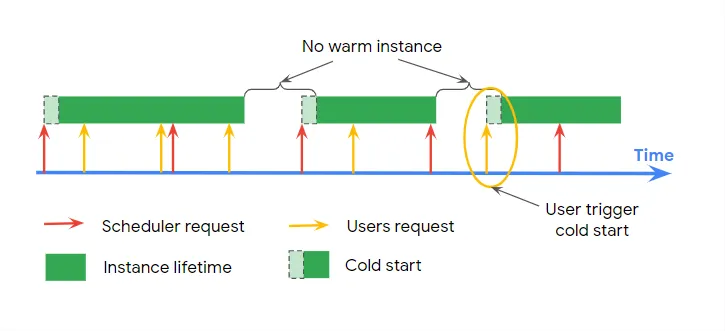 No warm instance
Time
User trigger
cold start
Scheduler request
Users request
Instance lifetime
Cold start